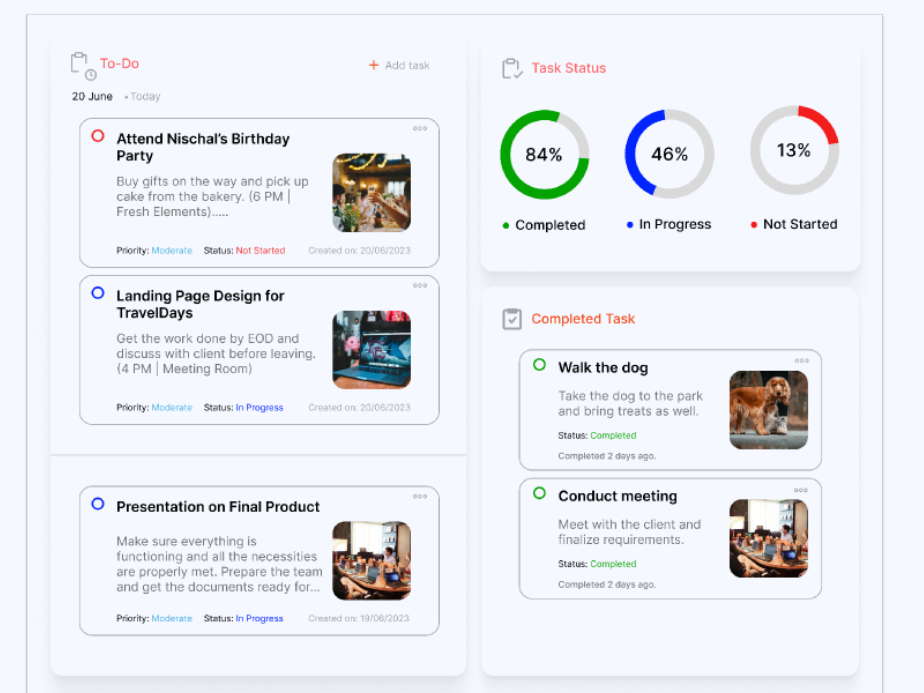 To-Do
+ Add task
20 June • Today
Attend Nischal's Birthday
Party
Buy gifts on the way and pick up
cake from the bakery. (6 PM |
Fresh Elements).....
Priority: Moderate Status: Not Started Created on: 20/06/2023
Landing Page Design for
TravelDays
Get the work done by EOD and
discuss with client before leaving.
(4 PM | Meeting Room)
Priority: Moderate Status: In Progress Created on: 20/06/2023
Presentation on Final Product
Make sure everything is
functioning and all the necessities
are properly met. Prepare the team
and get the documents ready for...
Priority: Moderate Status: In Progress Created on: 19/06/2023
Task Status
84% 46% 13%
• Completed • In Progress • Not Started
Completed Task
Walk the dog
Take the dog to the park
and bring treats as well.
Status: Completed
Completed 2 days ago.
Conduct meeting
Meet with the client and
finalize requirements.
Status: Completed
Completed 2 days ago.